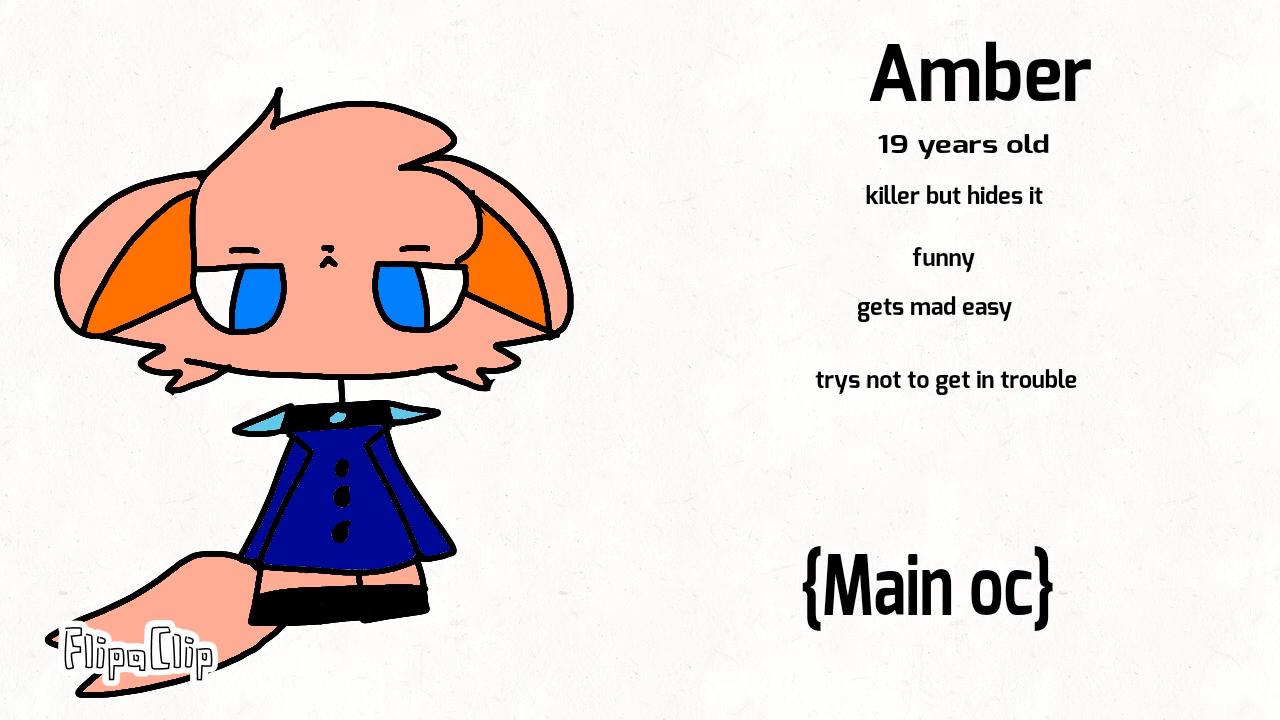 Amber
19 years old
killer but hides it
funny
gets mad easy
trys not to get in trouble
{Main oc}
FlipaClip